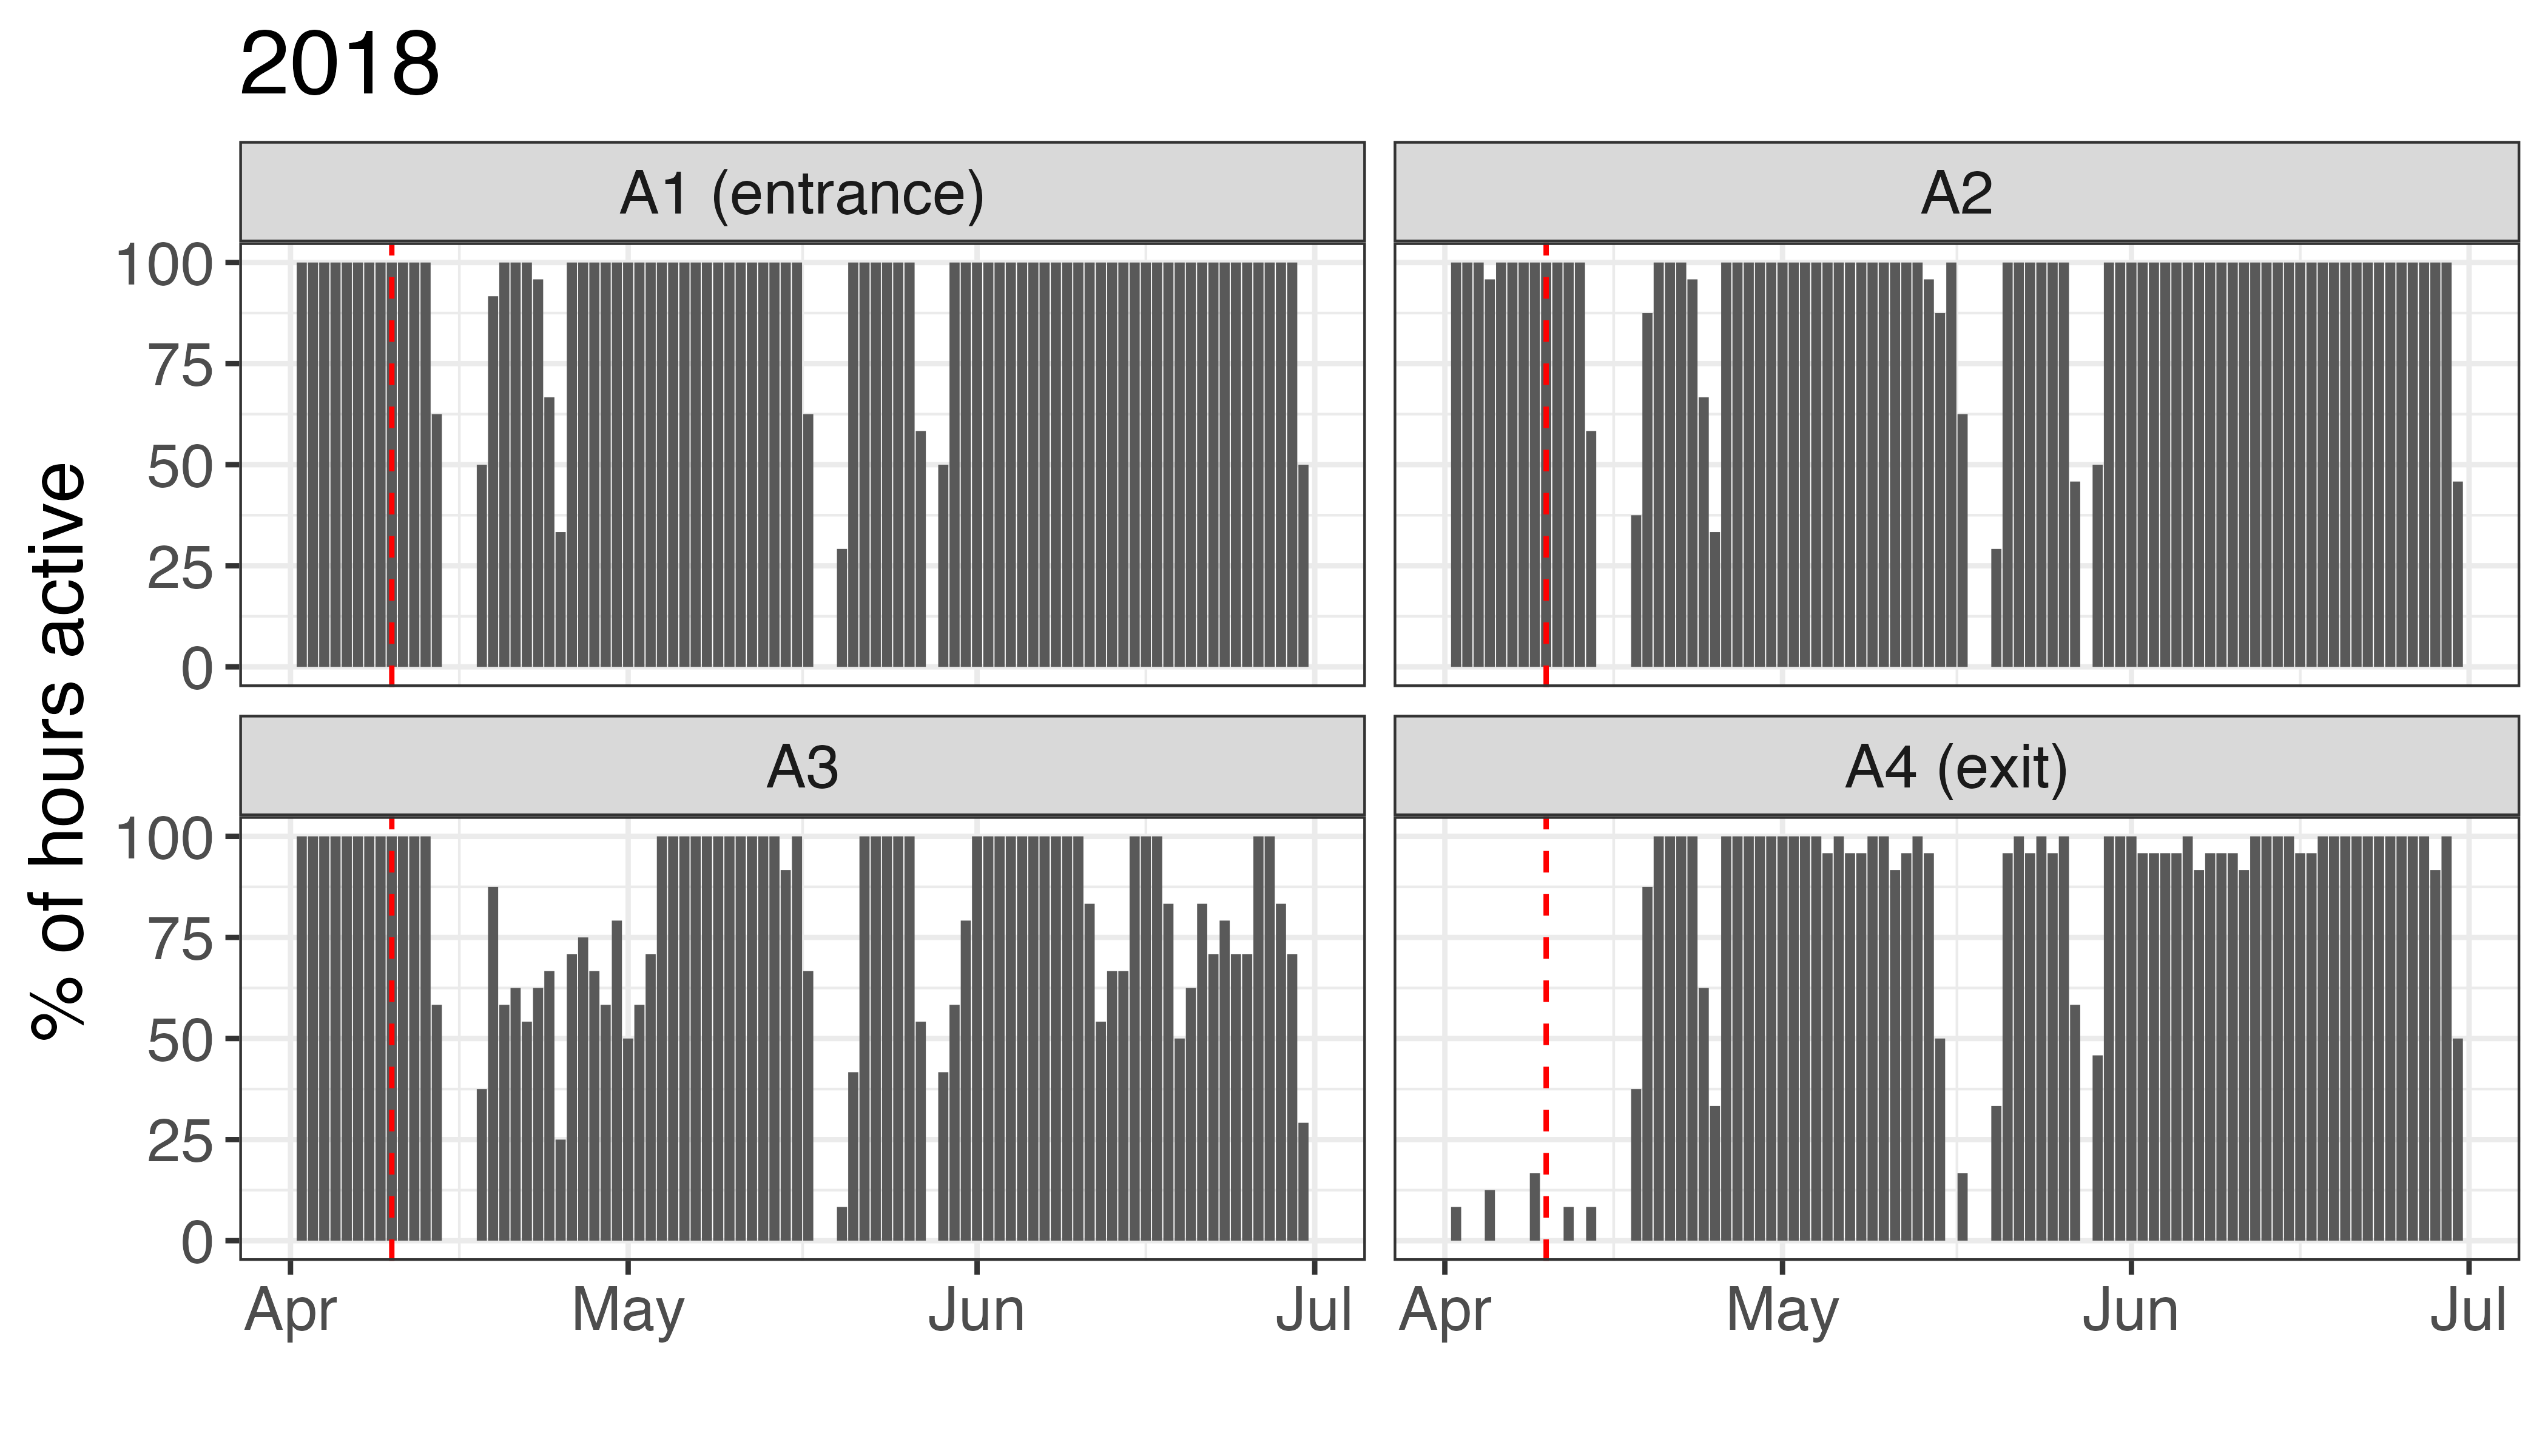 2018
A1 (entrance)
A2
100
75
50
25
0
A3
A4 (exit)
100
75
50
25
0
% of hours active
Apr May Jun Jul Apr May Jun Jul